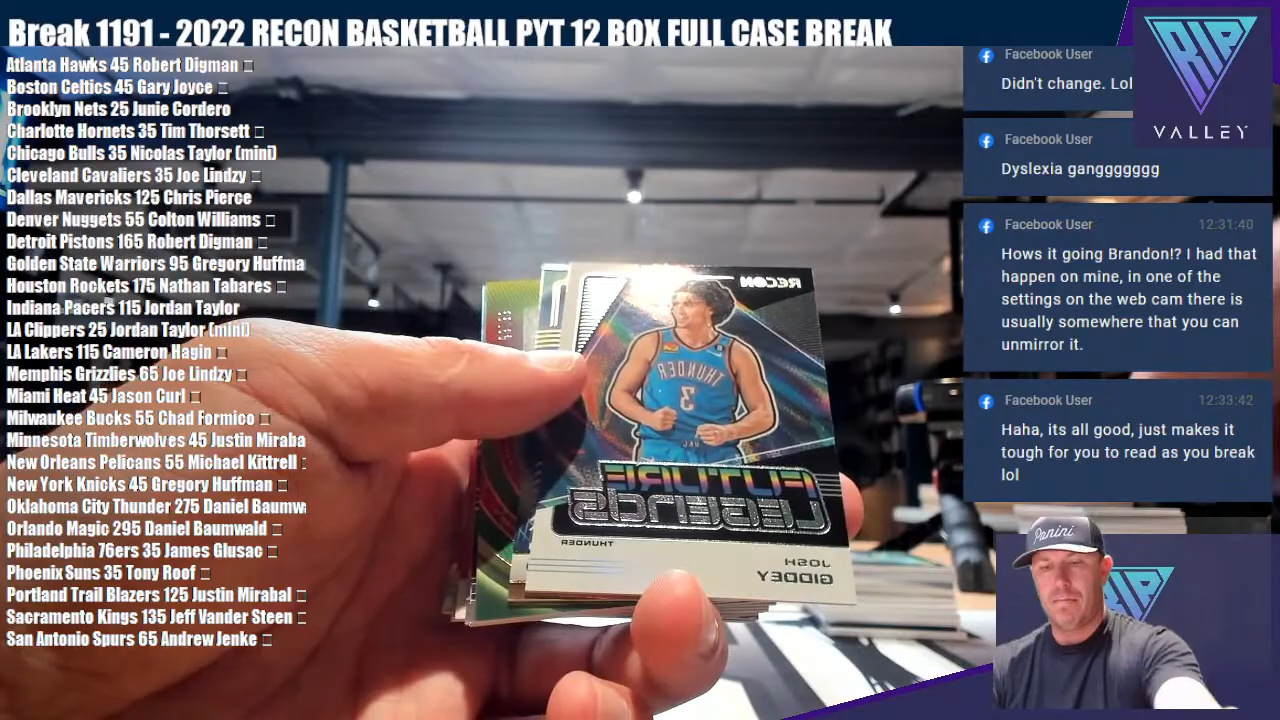 Break 1191 - 2022 RECON BASKETBALL PYT 12 BOX FULL CASE BREAK
Atlanta Hawks 45 Robert Digman
Boston Celtics 45 Gary Joyce
Brooklyn Nets 25 Junie Cordero
Charlotte Hornets 35 Tim Thorsett
Chicago Bulls 35 Nicolas Taylor (mini)
Cleveland Cavaliers 35 Joe Lindzy
Dallas Mavericks 125 Chris Pierce
Denver Nuggets 55 Colton Williams
Detroit Pistons 165 Robert Digman
Golden State Warriors 95 Gregory Huffma
Houston Rockets 175 Nathan Tabares
Indiana Pacers 115 Jordan Taylor
LA Clippers 25 Jordan Taylor (mini)
LA Lakers 115 Cameron Hagin
Memphis Grizzlies 65 Joe Lindzy
Miami Heat 45 Jason Curl
Milwaukee Bucks 55 Chad Formico
Minnesota Timberwolves 45 Justin Miraba
New Orleans Pelicans 55 Michael Kittrell
New York Knicks 45 Gregory Huffman
Oklahoma City Thunder 275 Daniel Baumw
Orlando Magic 295 Daniel Baumwald
Philadelphia 76ers 35 James Glusac
Phoenix Suns 35 Tony Roof
Portland Trail Blazers 125 Justin Mirabal
Sacramento Kings 135 Jeff Vander Steen
San Antonio Spurs 65 Andrew Jenke
RECON
THUNDER
3
FUTURE
LEGENDS
THUNDER
JOSH
GIDDEY
Facebook User
Didn't change. Lol
RIP
VALLEY
Facebook User
Dyslexia ganggggggg
Facebook User 12:31:40
Hows it going Brandon!? I had that
happen on mine, in one of the
settings on the web cam there is
usually somewhere that you can
unmirror it.
Facebook User 12:33:42
Haha, its all good, just makes it
tough for you to read as you break
lol
Panini
RIP